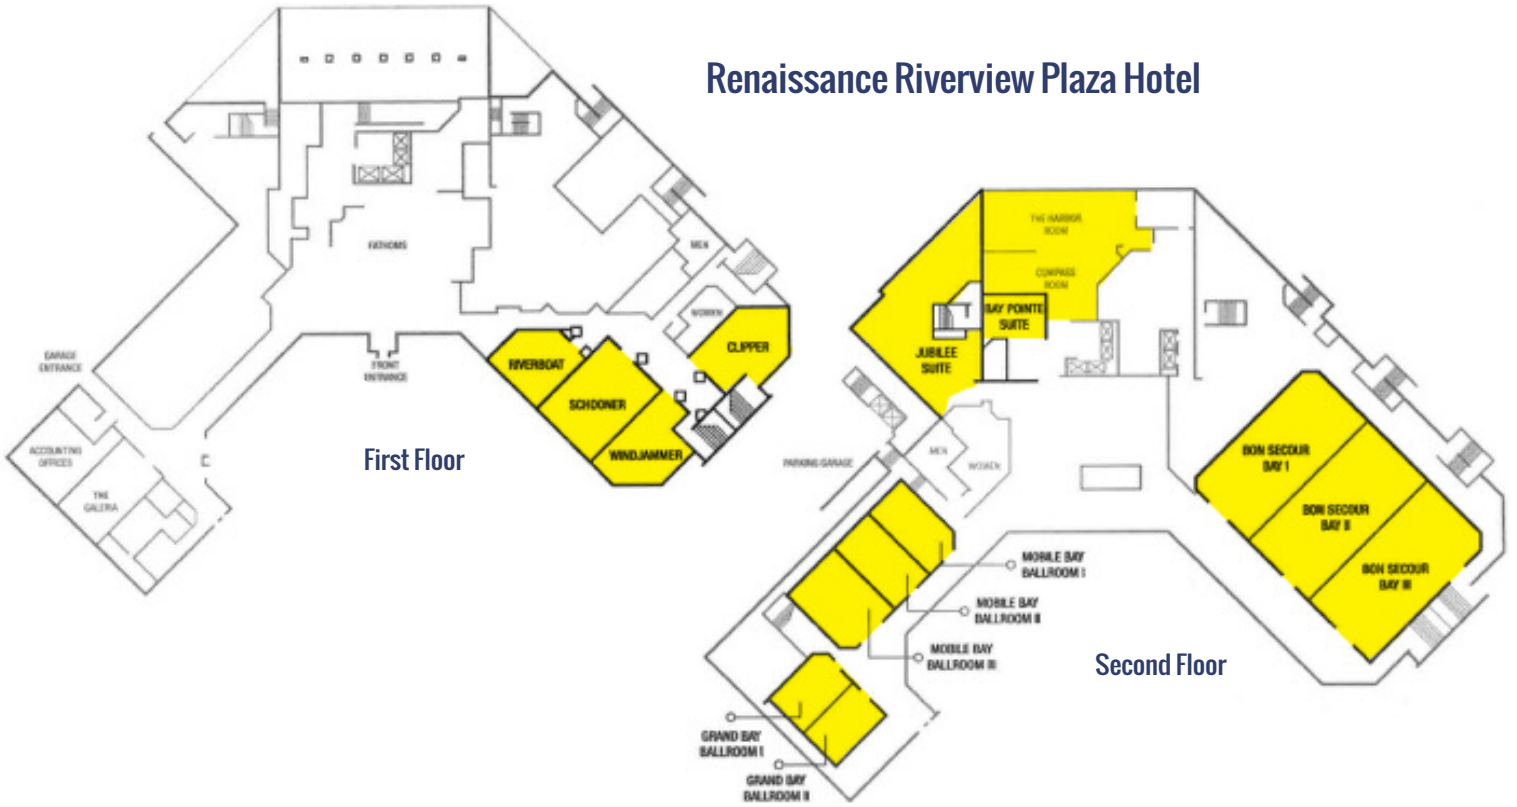 Renaissance Riverview Plaza Hotel
FATHOMS
MEN
WOMEN
CLIPPER
RIVERBOAT
SCHOONER
WINDJAMMER
GARAGE
ENTRANCE
FRONT
ENTRANCE
ACCOUNTING
OFFICES
THE
GALERIA
First Floor
THE HARBOR
ROOM
COMPASS
ROOM
BAY POINTE
SUITE
JUBILEE
SUITE
MEN
WOMEN
PARKING GARAGE
BON SECOUR
BAY I
BON SECOUR
BAY II
BON SECOUR
BAY III
MOBILE BAY
BALLROOM I
MOBILE BAY
BALLROOM II
MOBILE BAY
BALLROOM III
Second Floor
GRAND BAY
BALLROOM I
GRAND BAY
BALLROOM II